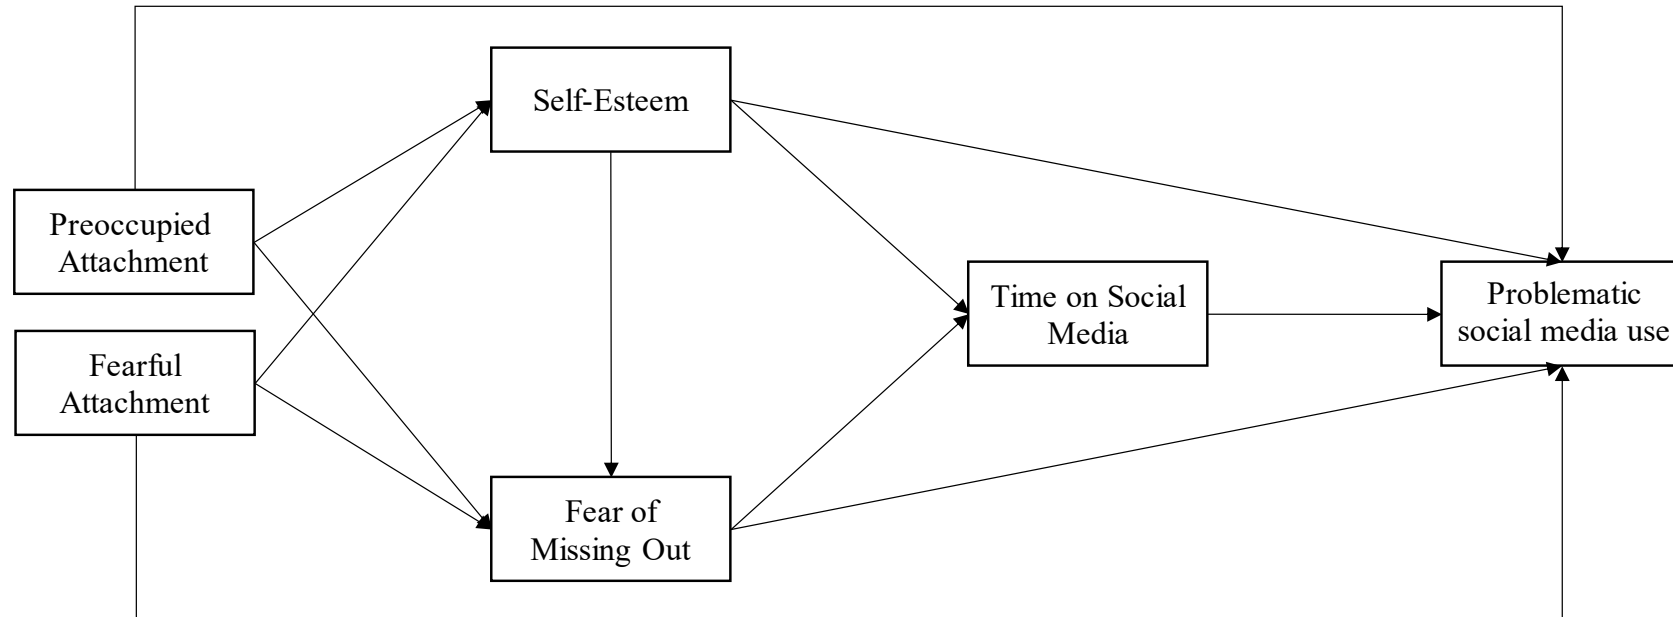 Self-Esteem
Preoccupied
Attachment
Fearful
Attachment
Time on Social
Media
Problematic
social media use
Fear of
Missing Out